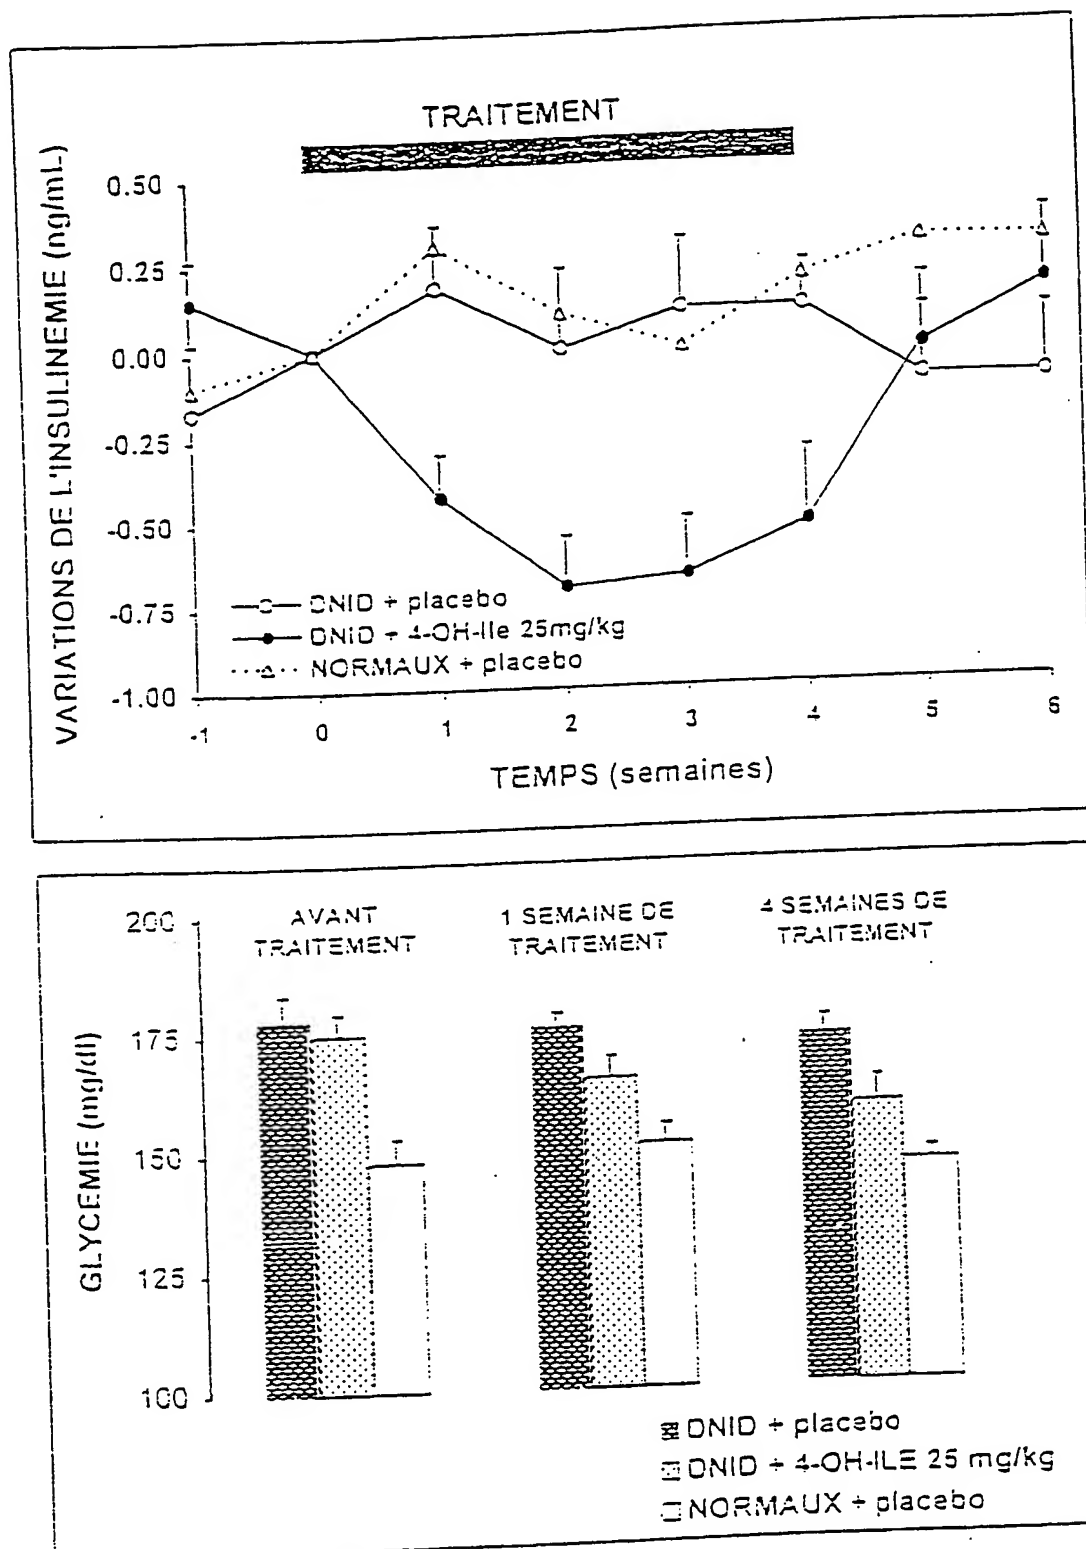 TRAITEMENT
VARIATIONS DE L'INSULINEMIE (ng/mL)
0.50
0.25
0.00
-0.25
-0.50
-0.75
-1.00
DNID + placebo
DNID + 4-OH-Ile 25mg/kg
NORMAUX + placebo
-1 0 1 2 3 4 5 6
TEMPS (semaines)
GLYCEMIE (mg/dl)
200
175
150
125
100
AVANT
TRAITEMENT
1 SEMAINE DE
TRAITEMENT
4 SEMAINES DE
TRAITEMENT
DNID + placebo
DNID + 4-OH-ILE 25 mg/kg
NORMAUX + placebo